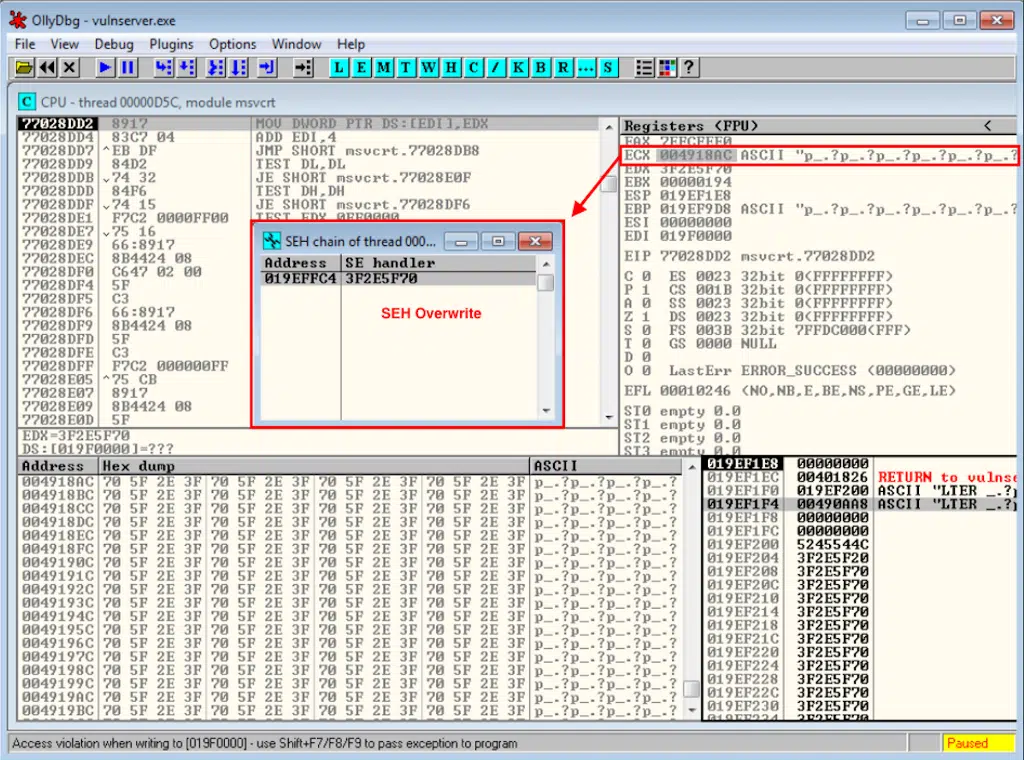 OllyDbg - vulnserver.exe
File View Debug Plugins Options Window Help
L E M T W H C / K B R ... S ?
C CPU - thread 00000D5C, module msvcrt
77028DD2 8917 MOV DWORD PTR DS:[EDI],EDX
77028DD4 83C7 04 ADD EDI,4
77028DD7 ^EB DF JMP SHORT msvcrt.77028DB8
77028DD9 84D2 TEST DL,DL
77028DDB 74 32 JE SHORT msvcrt.77028E0F
77028DDD 84F6 TEST DH,DH
77028DDF 74 15 JE SHORT msvcrt.77028DF6
77028DE1 F7C2 0000FF00 TEST EDX,0FF0000
77028DE7 75 16
77028DE9 66:8917
77028DEC 8B4424 08
77028DF0 C647 02 00
77028DF4 5F
77028DF5 C3
77028DF6 66:8917
77028DF9 8B4424 08
77028DFD 5F
77028DFE C3
77028DFF F7C2 000000FF
77028E05 ^75 CB
77028E07 8917
77028E09 8B4424 08
77028E0D 5F
EDX=3F2E5F70
DS:[019F0000]=???
SEH chain of thread 000...
Address SE handler
019EFFC4 3F2E5F70
SEH Overwrite
Registers (FPU) <
EAX 7EFCFEF0
ECX 004918AC ASCII "p_.?p_.?p_.?p_.?p_.?p_.?
EDX 3F2E5F70
EBX 00000194
ESP 019EF1E8
EBP 019EF9D8 ASCII "p_.?p_.?p_.?p_.?p_.?p_.?
ESI 00000000
EDI 019F0000
EIP 77028DD2 msvcrt.77028DD2
C 0 ES 0023 32bit 0(FFFFFFFF)
P 1 CS 001B 32bit 0(FFFFFFFF)
A 0 SS 0023 32bit 0(FFFFFFFF)
Z 1 DS 0023 32bit 0(FFFFFFFF)
S 0 FS 003B 32bit 7FFDC000(FFF)
T 0 GS 0000 NULL
D 0
O 0 LastErr ERROR_SUCCESS (00000000)
EFL 00010246 (NO,NB,E,BE,NS,PE,GE,LE)
ST0 empty 0.0
ST1 empty 0.0
ST2 empty 0.0
ST3 empty 0.0
Address Hex dump ASCII
004918AC 70 5F 2E 3F 70 5F 2E 3F 70 5F 2E 3F 70 5F 2E 3F p_.?p_.?p_.?p_.?
004918BC 70 5F 2E 3F 70 5F 2E 3F 70 5F 2E 3F 70 5F 2E 3F p_.?p_.?p_.?p_.?
004918CC 70 5F 2E 3F 70 5F 2E 3F 70 5F 2E 3F 70 5F 2E 3F p_.?p_.?p_.?p_.?
004918DC 70 5F 2E 3F 70 5F 2E 3F 70 5F 2E 3F 70 5F 2E 3F p_.?p_.?p_.?p_.?
004918EC 70 5F 2E 3F 70 5F 2E 3F 70 5F 2E 3F 70 5F 2E 3F p_.?p_.?p_.?p_.?
004918FC 70 5F 2E 3F 70 5F 2E 3F 70 5F 2E 3F 70 5F 2E 3F p_.?p_.?p_.?p_.?
0049190C 70 5F 2E 3F 70 5F 2E 3F 70 5F 2E 3F 70 5F 2E 3F p_.?p_.?p_.?p_.?
0049191C 70 5F 2E 3F 70 5F 2E 3F 70 5F 2E 3F 70 5F 2E 3F p_.?p_.?p_.?p_.?
0049192C 70 5F 2E 3F 70 5F 2E 3F 70 5F 2E 3F 70 5F 2E 3F p_.?p_.?p_.?p_.?
0049193C 70 5F 2E 3F 70 5F 2E 3F 70 5F 2E 3F 70 5F 2E 3F p_.?p_.?p_.?p_.?
0049194C 70 5F 2E 3F 70 5F 2E 3F 70 5F 2E 3F 70 5F 2E 3F p_.?p_.?p_.?p_.?
0049195C 70 5F 2E 3F 70 5F 2E 3F 70 5F 2E 3F 70 5F 2E 3F p_.?p_.?p_.?p_.?
0049196C 70 5F 2E 3F 70 5F 2E 3F 70 5F 2E 3F 70 5F 2E 3F p_.?p_.?p_.?p_.?
0049197C 70 5F 2E 3F 70 5F 2E 3F 70 5F 2E 3F 70 5F 2E 3F p_.?p_.?p_.?p_.?
0049198C 70 5F 2E 3F 70 5F 2E 3F 70 5F 2E 3F 70 5F 2E 3F p_.?p_.?p_.?p_.?
0049199C 70 5F 2E 3F 70 5F 2E 3F 70 5F 2E 3F 70 5F 2E 3F p_.?p_.?p_.?p_.?
004919AC 70 5F 2E 3F 70 5F 2E 3F 70 5F 2E 3F 70 5F 2E 3F p_.?p_.?p_.?p_.?
004919BC 70 5F 2E 3F 70 5F 2E 3F 70 5F 2E 3F 70 5F 2E 3F p_.?p_.?p_.?p_.?
019EF1E8 00000000
019EF1EC 00401826 RETURN to vulnse
019EF1F0 019EF200 ASCII "LTER _.?p
019EF1F4 00490AA8 ASCII "LTER _.?p
019EF1F8 00000000
019EF1FC 00000000
019EF200 5245544C
019EF204 3F2E5F20
019EF208 3F2E5F70
019EF20C 3F2E5F70
019EF210 3F2E5F70
019EF214 3F2E5F70
019EF218 3F2E5F70
019EF21C 3F2E5F70
019EF220 3F2E5F70
019EF224 3F2E5F70
019EF228 3F2E5F70
019EF22C 3F2E5F70
019EF230 3F2E5F70
019EF234 3F2E5F70
Access violation when writing to [019F0000] - use Shift+F7/F8/F9 to pass exception to program
Paused